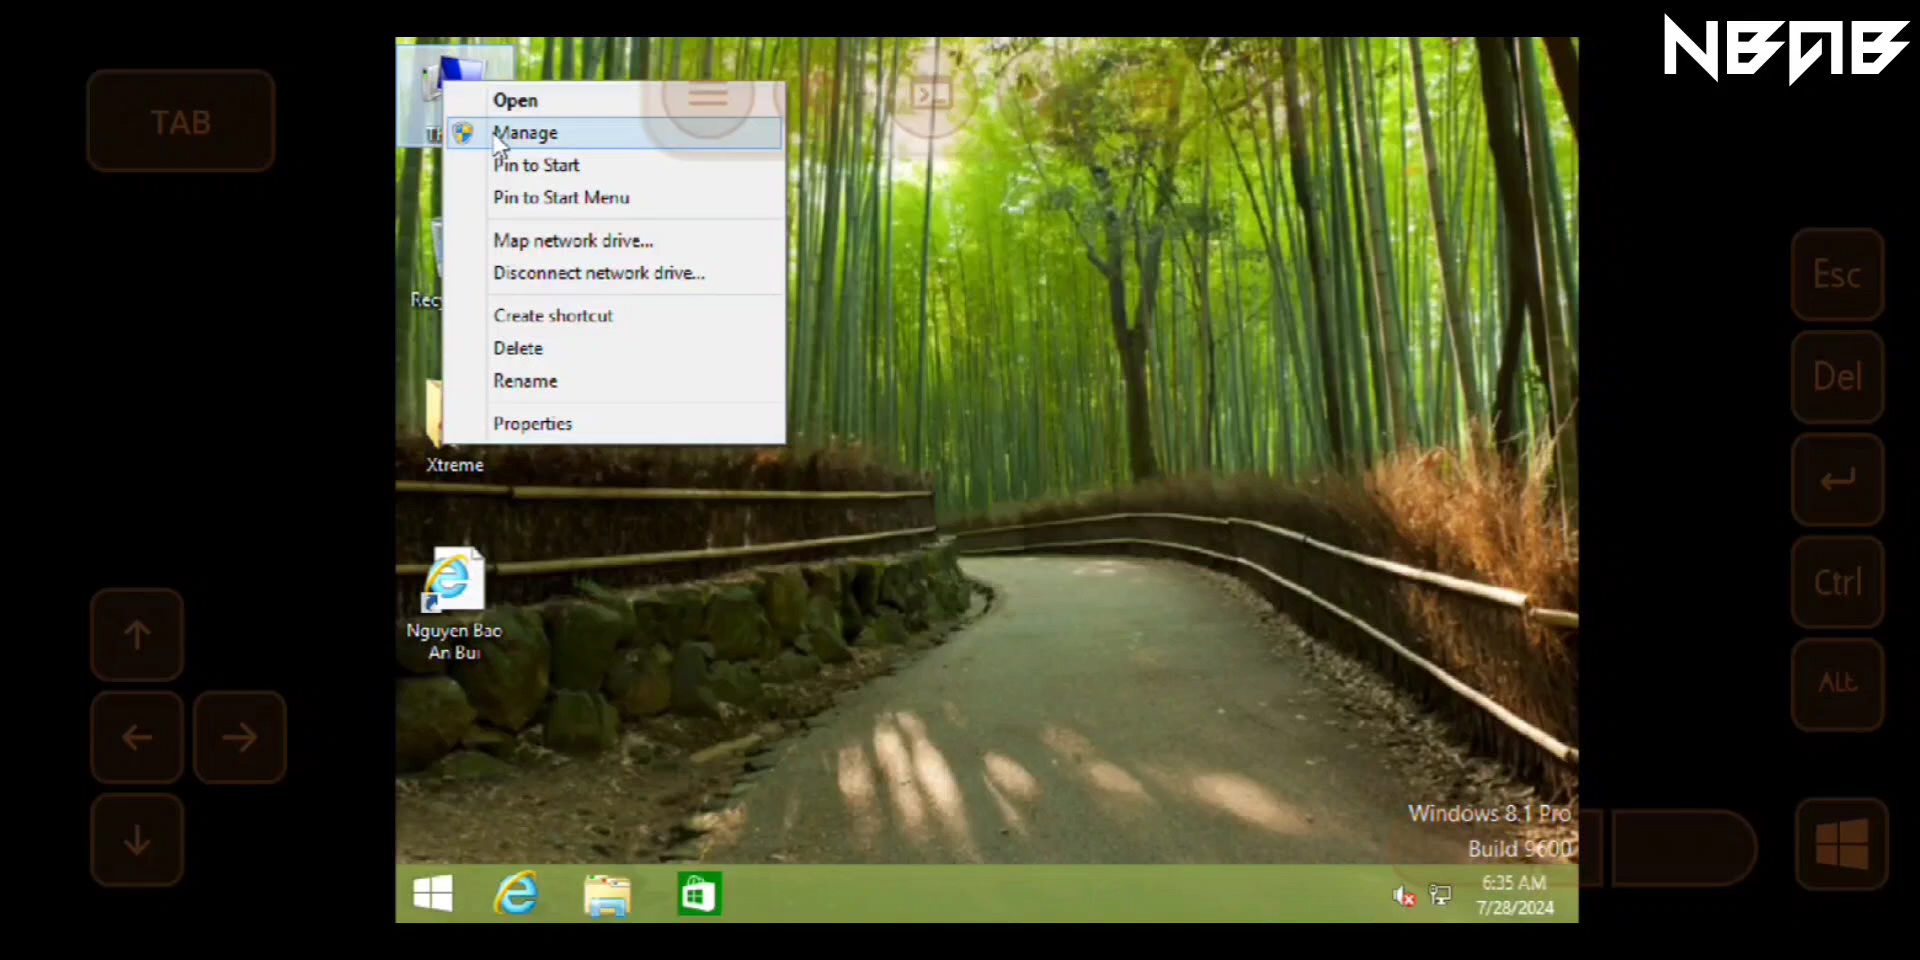 NBAB
TAB
Open
Manage
Pin to Start
Pin to Start Menu
Map network drive...
Disconnect network drive...
Create shortcut
Delete
Rename
Properties
Xtreme
Nguyen Bao
An Bui
Esc
Del
Ctrl
Alt
Windows 8.1 Pro
Build 9600
6:35 AM
7/28/2024